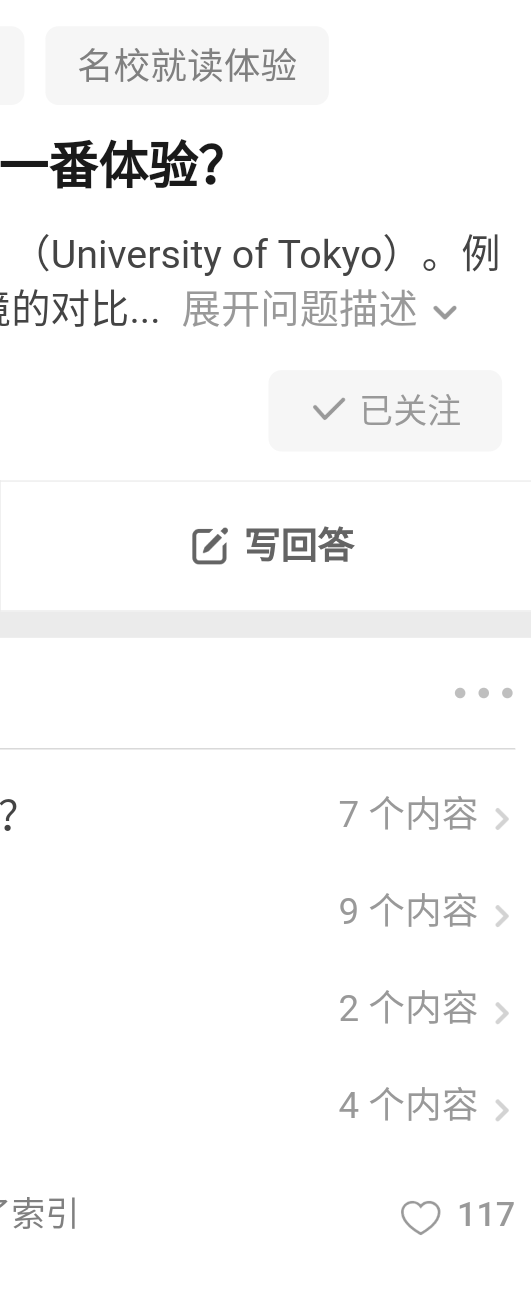 名校就读体验
一番体验?
（University of Tokyo）。例
的对比... 展开问题描述
已关注
写回答
?
7 个内容
9 个内容
2 个内容
4 个内容
索引
117